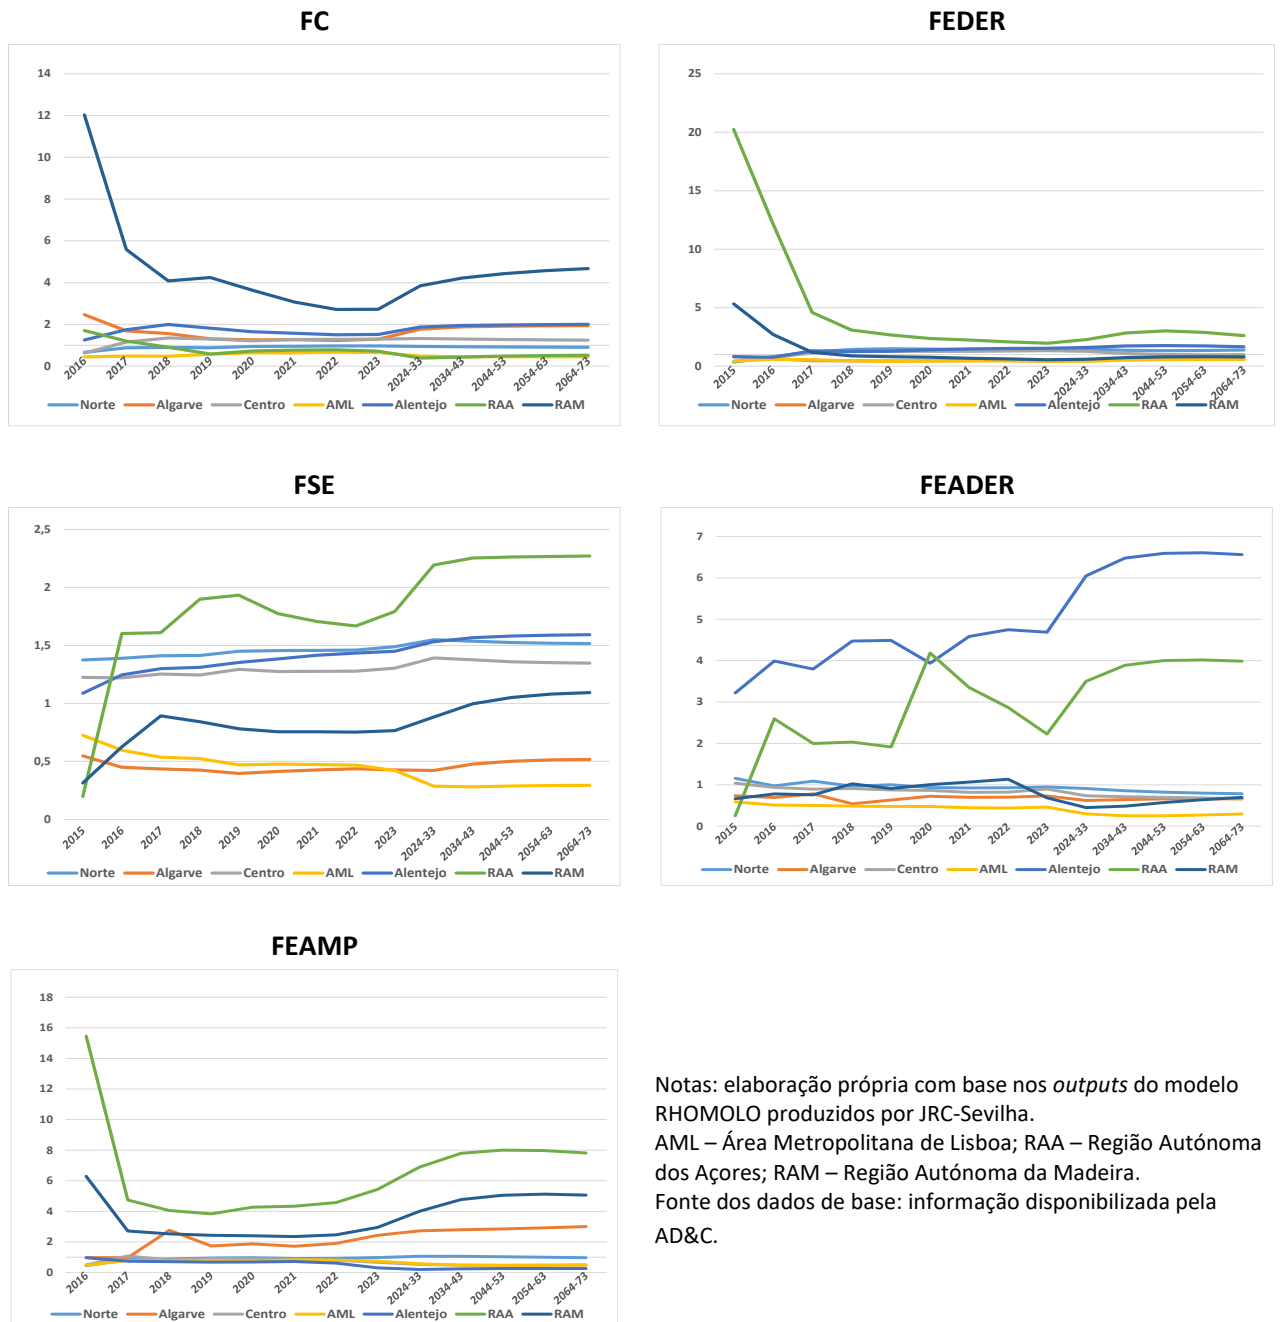 FC
14
12
10
8
6
4
2
0
2016 2017 2018 2019 2020 2021 2022 2023 2024-33 2034-43 2044-53 2054-63 2064-73
Norte Algarve Centro AML Alentejo RAA RAM
FEDER
25
20
15
10
5
0
2015 2016 2017 2018 2019 2020 2021 2022 2023 2024-33 2034-43 2044-53 2054-63 2064-73
Norte Algarve Centro AML Alentejo RAA RAM
FSE
2,5
2
1,5
1
0,5
0
2015 2016 2017 2018 2019 2020 2021 2022 2023 2024-33 2034-43 2044-53 2054-63 2064-73
Norte Algarve Centro AML Alentejo RAA RAM
FEADER
7
6
5
4
3
2
1
0
2015 2016 2017 2018 2019 2020 2021 2022 2023 2024-33 2034-43 2044-53 2054-63 2064-73
Norte Algarve Centro AML Alentejo RAA RAM
FEAMP
18
16
14
12
10
8
6
4
2
0
2016 2017 2018 2019 2020 2021 2022 2023 2024-33 2034-43 2044-53 2054-63 2064-73
Norte Algarve Centro AML Alentejo RAA RAM
Notas: elaboração própria com base nos outputs do modelo
RHOMOLO produzidos por JRC-Sevilha.
AML – Área Metropolitana de Lisboa; RAA – Região Autónoma
dos Açores; RAM – Região Autónoma da Madeira.
Fonte dos dados de base: informação disponibilizada pela
AD&C.